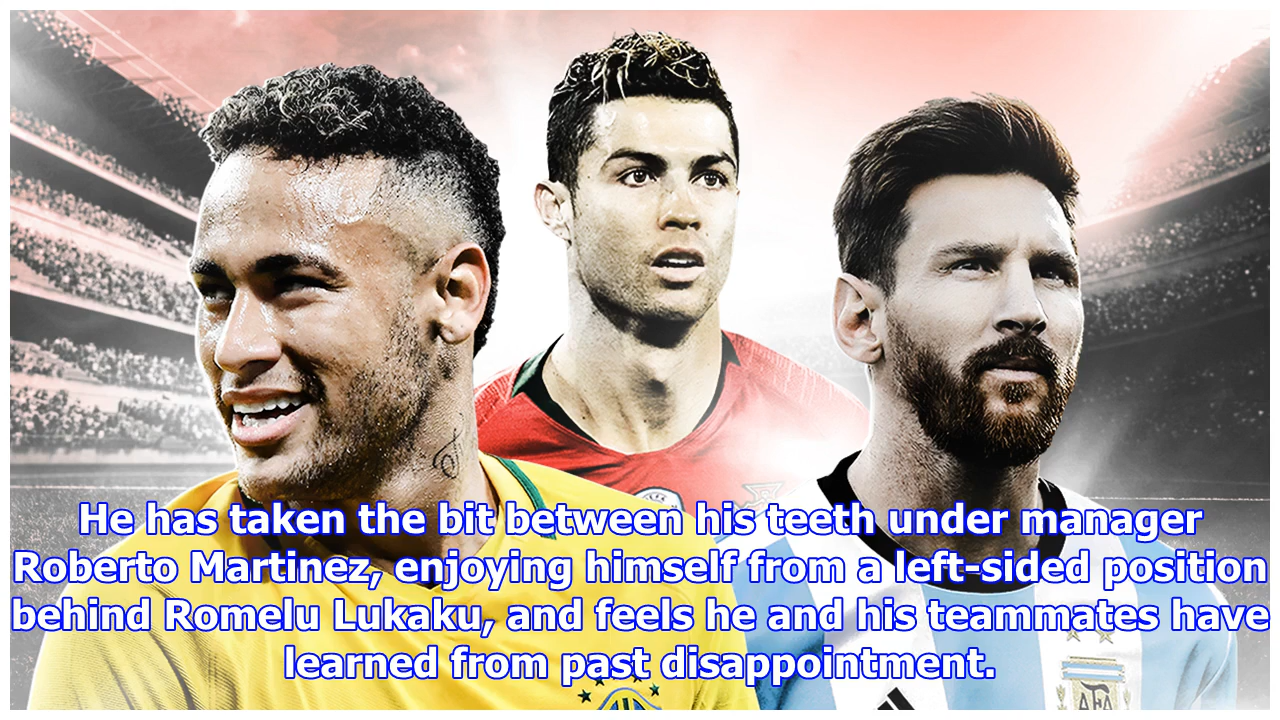 He has taken the bit between his teeth under manager
Roberto Martinez, enjoying himself from a left-sided position
behind Romelu Lukaku, and feels he and his teammates have
learned from past disappointment.
AFA